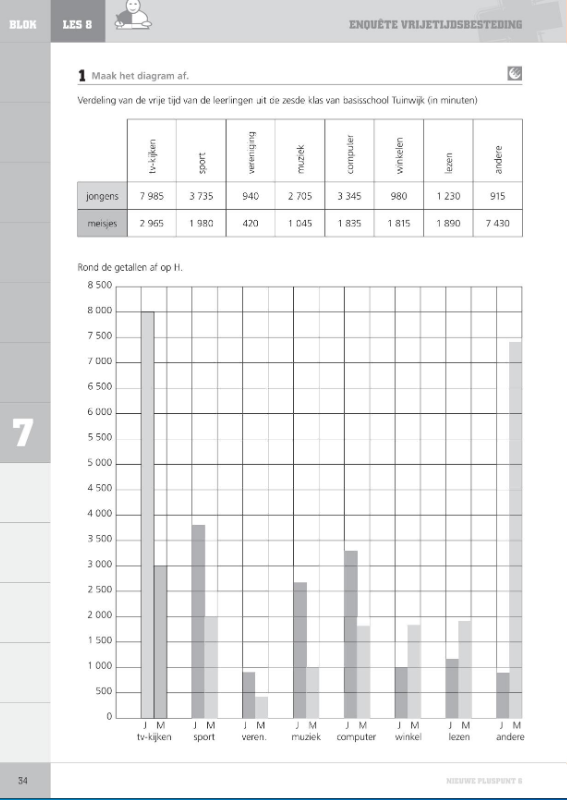 BLOK
LES 8
ENQUÊTE VRIJETIJDSBESTEDING
1 Maak het diagram af.
Verdeling van de vrije tijd van de leerlingen uit de zesde klas van basisschool Tuinwijk (in minuten)
tv-kijken sport vereniging muziek computer winkelen lezen andere
jongens 7 985 3 735 940 2 705 3 345 980 1 230 915
meisjes 2 965 1 980 420 1 045 1 835 1 815 1 890 7 430
Rond de getallen af op H.
8 500
8 000
7 500
7 000
6 500
6 000
5 500
5 000
4 500
4 000
3 500
3 000
2 500
2 000
1 500
1 000
500
0
J M J M J M J M J M J M J M J M
tv-kijken sport veren. muziek computer winkel lezen andere
7
34
NIEUWE PLUSPUNT 6